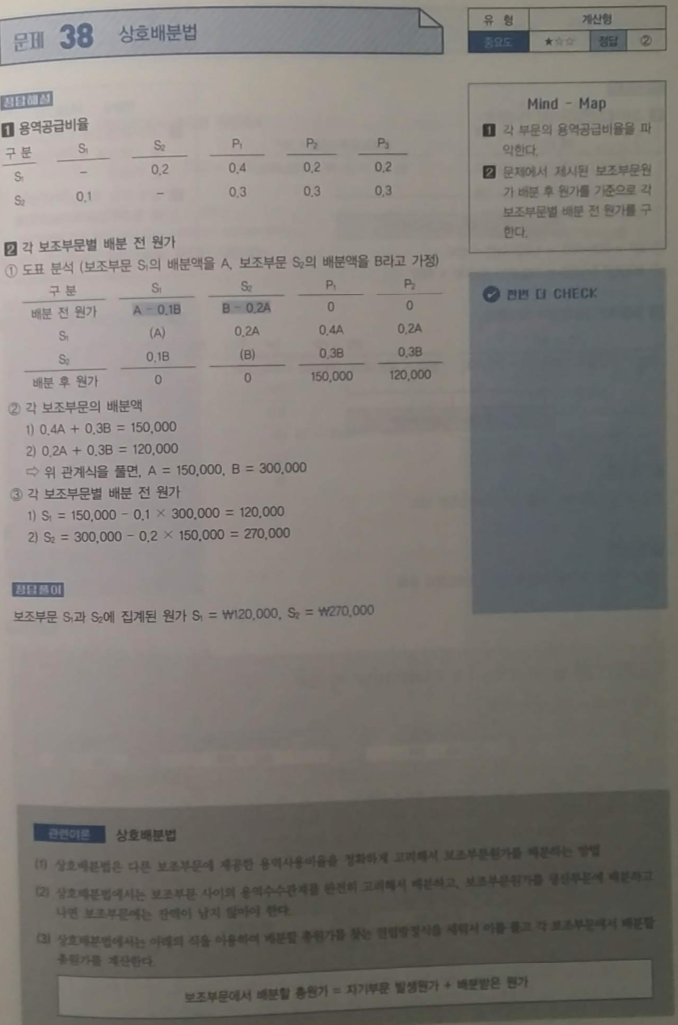 문제 38 상호배분법
유 형 계산형
중요도 ★☆☆ 정답 ②
정답해설
1 용역공급비율
구 분 S₁ S₂ P₁ P₂ P₃
S₁ - 0.2 0.4 0.2 0.2
S₂ 0.1 - 0.3 0.3 0.3
2 각 보조부문별 배분 전 원가
① 도표 분석 (보조부문 S₁의 배분액을 A, 보조부문 S₂의 배분액을 B라고 가정)
구 분 S₁ S₂ P₁ P₂
배분 전 원가 A - 0.1B B - 0.2A 0 0
S₁ (A) 0.2A 0.4A 0.2A
S₂ 0.1B (B) 0.3B 0.3B
배분 후 원가 0 0 150,000 120,000
② 각 보조부문의 배분액
1) 0.4A + 0.3B = 150,000
2) 0.2A + 0.3B = 120,000
⇨ 위 관계식을 풀면, A = 150,000, B = 300,000
③ 각 보조부문별 배분 전 원가
1) S₁ = 150,000 - 0.1 × 300,000 = 120,000
2) S₂ = 300,000 - 0.2 × 150,000 = 270,000
정답풀이
보조부문 S₁과 S₂에 집계된 원가 S₁ = ₩120,000, S₂ = ₩270,000
Mind - Map
1 각 부문의 용역공급비율을 파
악한다.
2 문제에서 제시된 보조부문원
가 배분 후 원가를 기준으로 각
보조부문별 배분 전 원가를 구
한다.
한번 더 CHECK
관련이론 상호배분법
(1) 상호배분법은 다른 보조부문에 제공한 용역사용비율을 정확하게 고려해서 보조부문원가를 배분하는 방법
(2) 상호배분법에서는 보조부문 사이의 용역수수관계를 완전히 고려해서 배분하고, 보조부문원가를 생산부문에 배분하고
나면 보조부문에는 잔액이 남지 않아야 한다.
(3) 상호배분법에서는 아래의 식을 이용하여 배분할 총원가를 찾는 연립방정식을 세워서 이를 풀고 각 보조부문에서 배분할
총원가를 계산한다.
보조부문에서 배분할 총원가 = 자기부문 발생원가 + 배분받은 원가